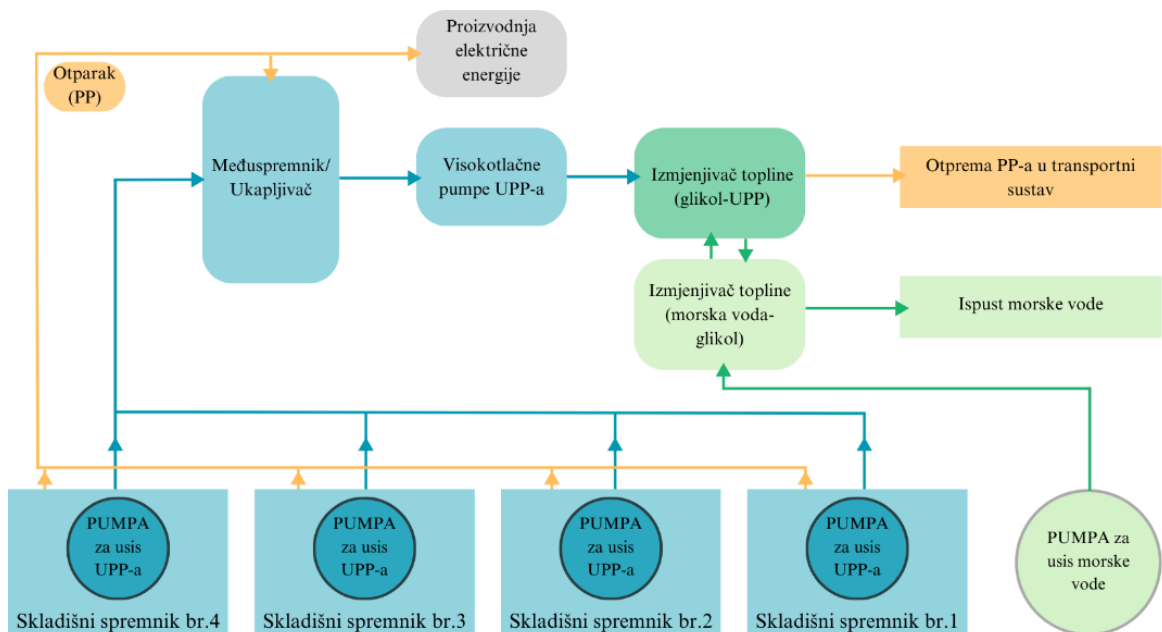 Proizvodnja
električne
energije
Otparak
(PP)
Međuspremnik/
Ukapljivač
Visokotlačne
pumpe UPP-a
Izmjenjivač topline
(glikol-UPP)
Otprema PP-a u transportni
sustav
Izmjenjivač topline
(morska voda-
glikol)
Ispust morske vode
PUMPA
za usis
UPP-a
Skladišni spremnik br.4
PUMPA
za usis
UPP-a
Skladišni spremnik br.3
PUMPA
za usis
UPP-a
Skladišni spremnik br.2
PUMPA
za usis
UPP-a
Skladišni spremnik br.1
PUMPA za
usis morske
vode